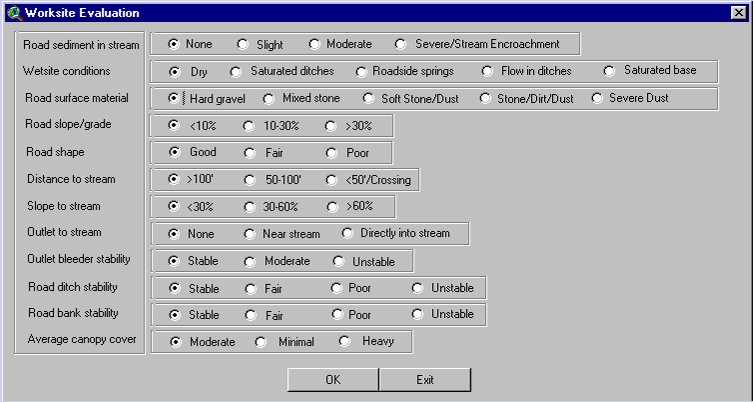 Worksite Evaluation
Road sediment in stream None Slight Moderate Severe/Stream Encroachment
Wetsite conditions Dry Saturated ditches Roadside springs Flow in ditches Saturated base
Road surface material Hard gravel Mixed stone Soft Stone/Dust Stone/Dirt/Dust Severe Dust
Road slope/grade <10% 10-30% >30%
Road shape Good Fair Poor
Distance to stream >100' 50-100' <50'/Crossing
Slope to stream <30% 30-60% >60%
Outlet to stream None Near stream Directly into stream
Outlet bleeder stability Stable Moderate Unstable
Road ditch stability Stable Fair Poor Unstable
Road bank stability Stable Fair Poor Unstable
Average canopy cover Moderate Minimal Heavy
OK Exit